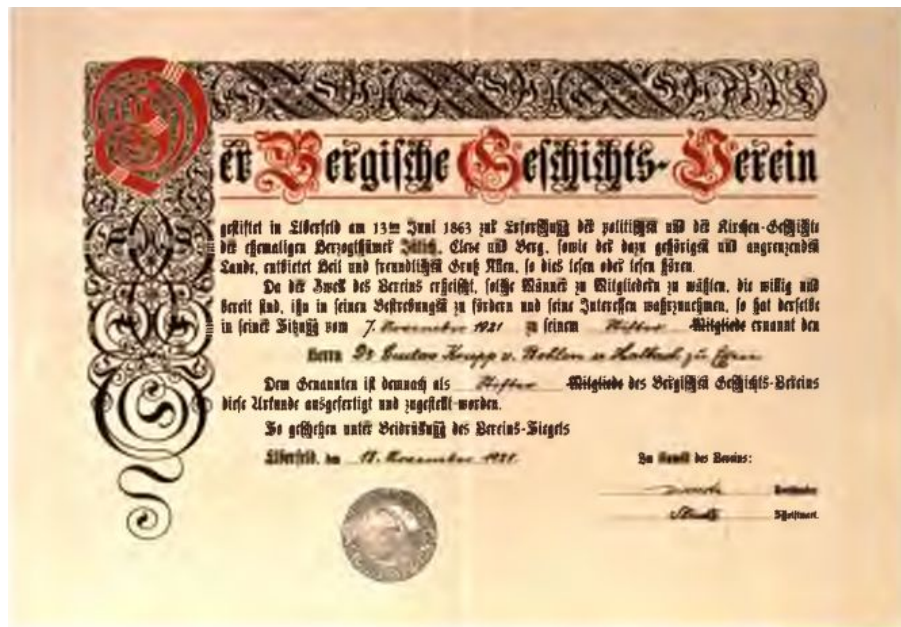 Der Bergische Geschichts-Verein
gestiftet in Elberfeld am 13ten Juni 1863 zur Erforschung der politischen und der Kirchen-Geschichte
der ehemaligen Herzogthümer Jülich, Cleve und Berg, sowie der dazu gehörigen und angrenzenden
Lande, entbietet Heil und freundlichen Gruß Allen, so dies lesen oder lesen hören.
Da der Zweck des Vereins erheischt, solche Männer zu Mitgliedern zu wählen, die willig und
bereit sind, ihn in seinen Bestrebungen zu fördern und seine Interessen wahrzunehmen, so hat derselbe
in seiner Sitzung vom 7. November 1921 zu seinem Stifter Mitgliede ernannt den
Herrn Dr Gustav Krupp v. Bohlen u Halbach zu Essen
Dem Genannten ist demnach als Stifter Mitgliede des Bergischen Geschichts-Vereins
diese Urkunde ausgefertigt und zugestellt worden.
So geschehen unter Beidrückung des Vereins-Siegels
Elberfeld, den November 1921.
Im des Vereins:
Vorsitzender
Schriftwart.